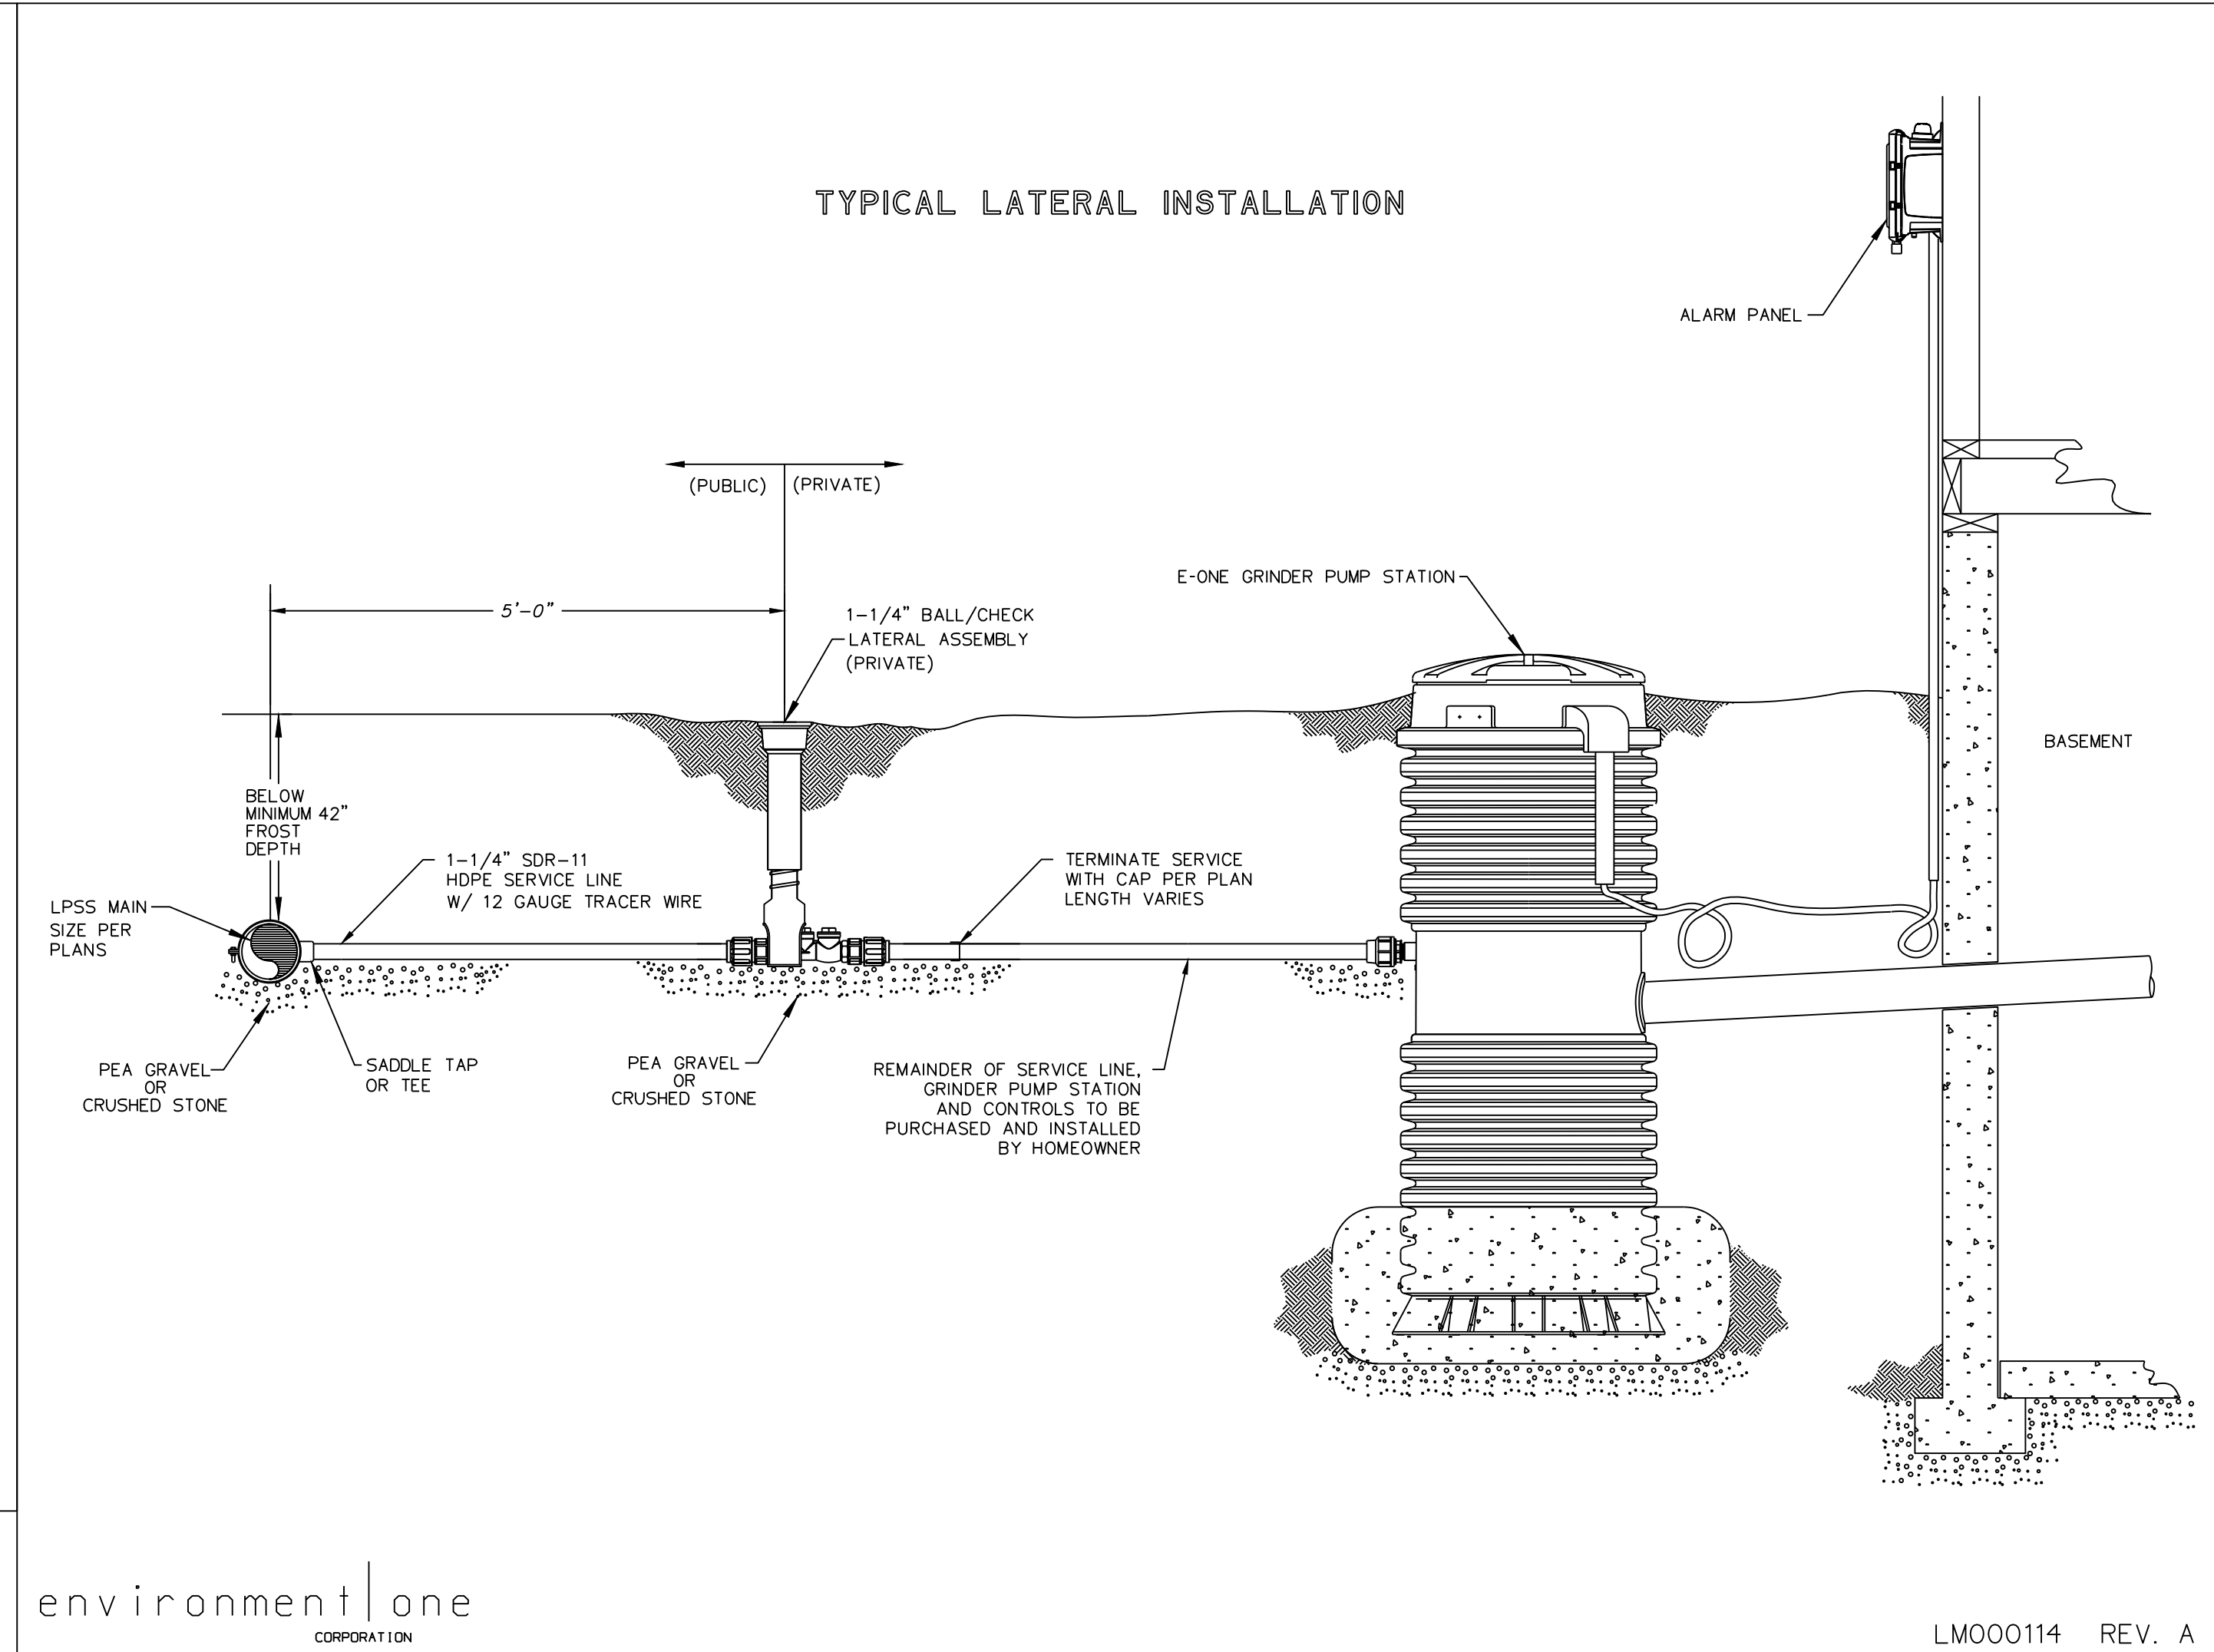 TYPICAL LATERAL INSTALLATION
ALARM PANEL
(PUBLIC) (PRIVATE)
E-ONE GRINDER PUMP STATION
5'-0"
1-1/4" BALL/CHECK
LATERAL ASSEMBLY
(PRIVATE)
BASEMENT
BELOW
MINIMUM 42"
FROST
DEPTH
1-1/4" SDR-11
HDPE SERVICE LINE
W/ 12 GAUGE TRACER WIRE
TERMINATE SERVICE
WITH CAP PER PLAN
LENGTH VARIES
LPSS MAIN
SIZE PER
PLANS
PEA GRAVEL
OR
CRUSHED STONE
SADDLE TAP
OR TEE
PEA GRAVEL
OR
CRUSHED STONE
REMAINDER OF SERVICE LINE,
GRINDER PUMP STATION
AND CONTROLS TO BE
PURCHASED AND INSTALLED
BY HOMEOWNER
environment one
CORPORATION
LM000114 REV. A